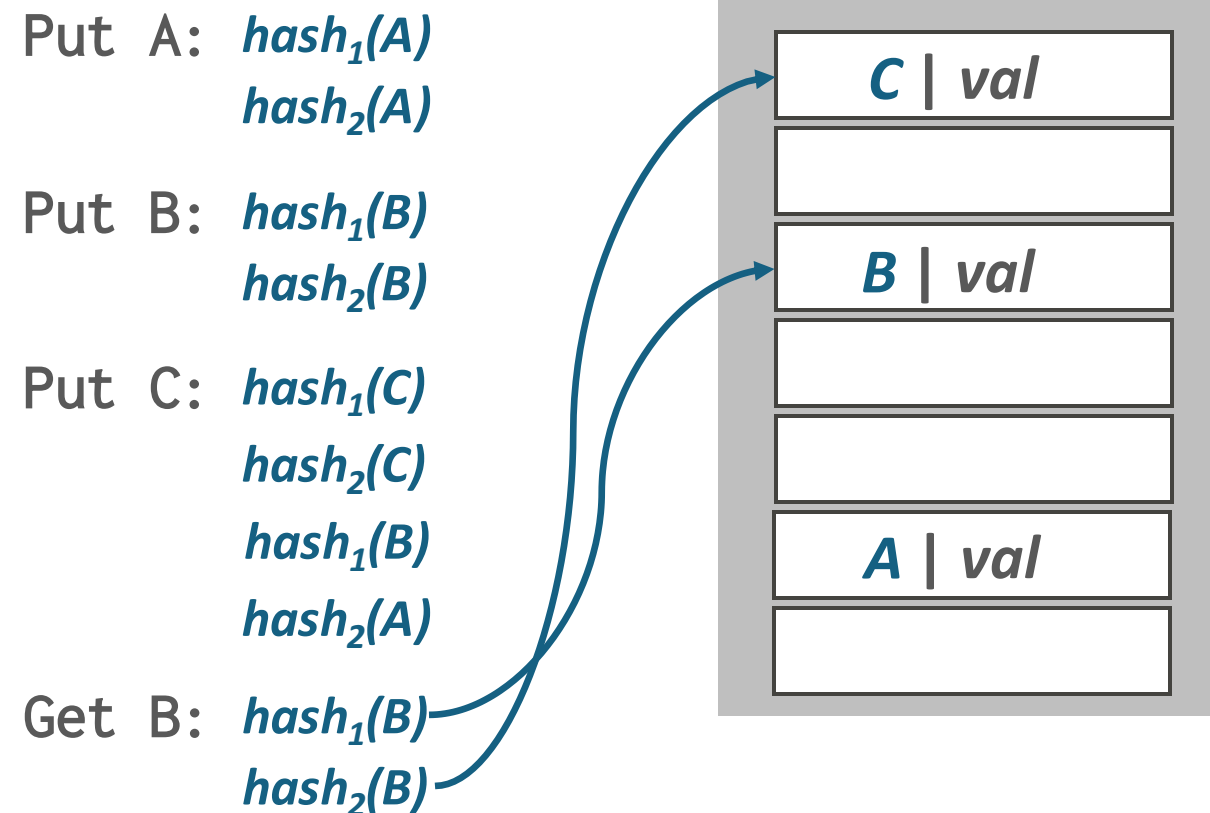 Put A: hash₁(A)
hash₂(A)
Put B: hash₁(B)
hash₂(B)
Put C: hash₁(C)
hash₂(C)
hash₁(B)
hash₂(A)
Get B: hash₁(B)
hash₂(B)
C | val
B | val
A | val